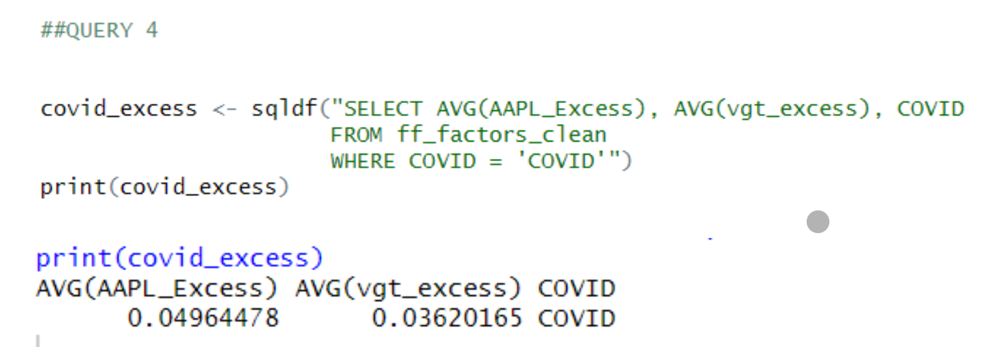 ##QUERY 4
covid_excess <- sqldf("SELECT AVG(AAPL_Excess), AVG(vgt_excess), COVID
FROM ff_factors_clean
WHERE COVID = 'COVID'")
print(covid_excess)
print(covid_excess)
AVG(AAPL_Excess) AVG(vgt_excess) COVID
0.04964478 0.03620165 COVID